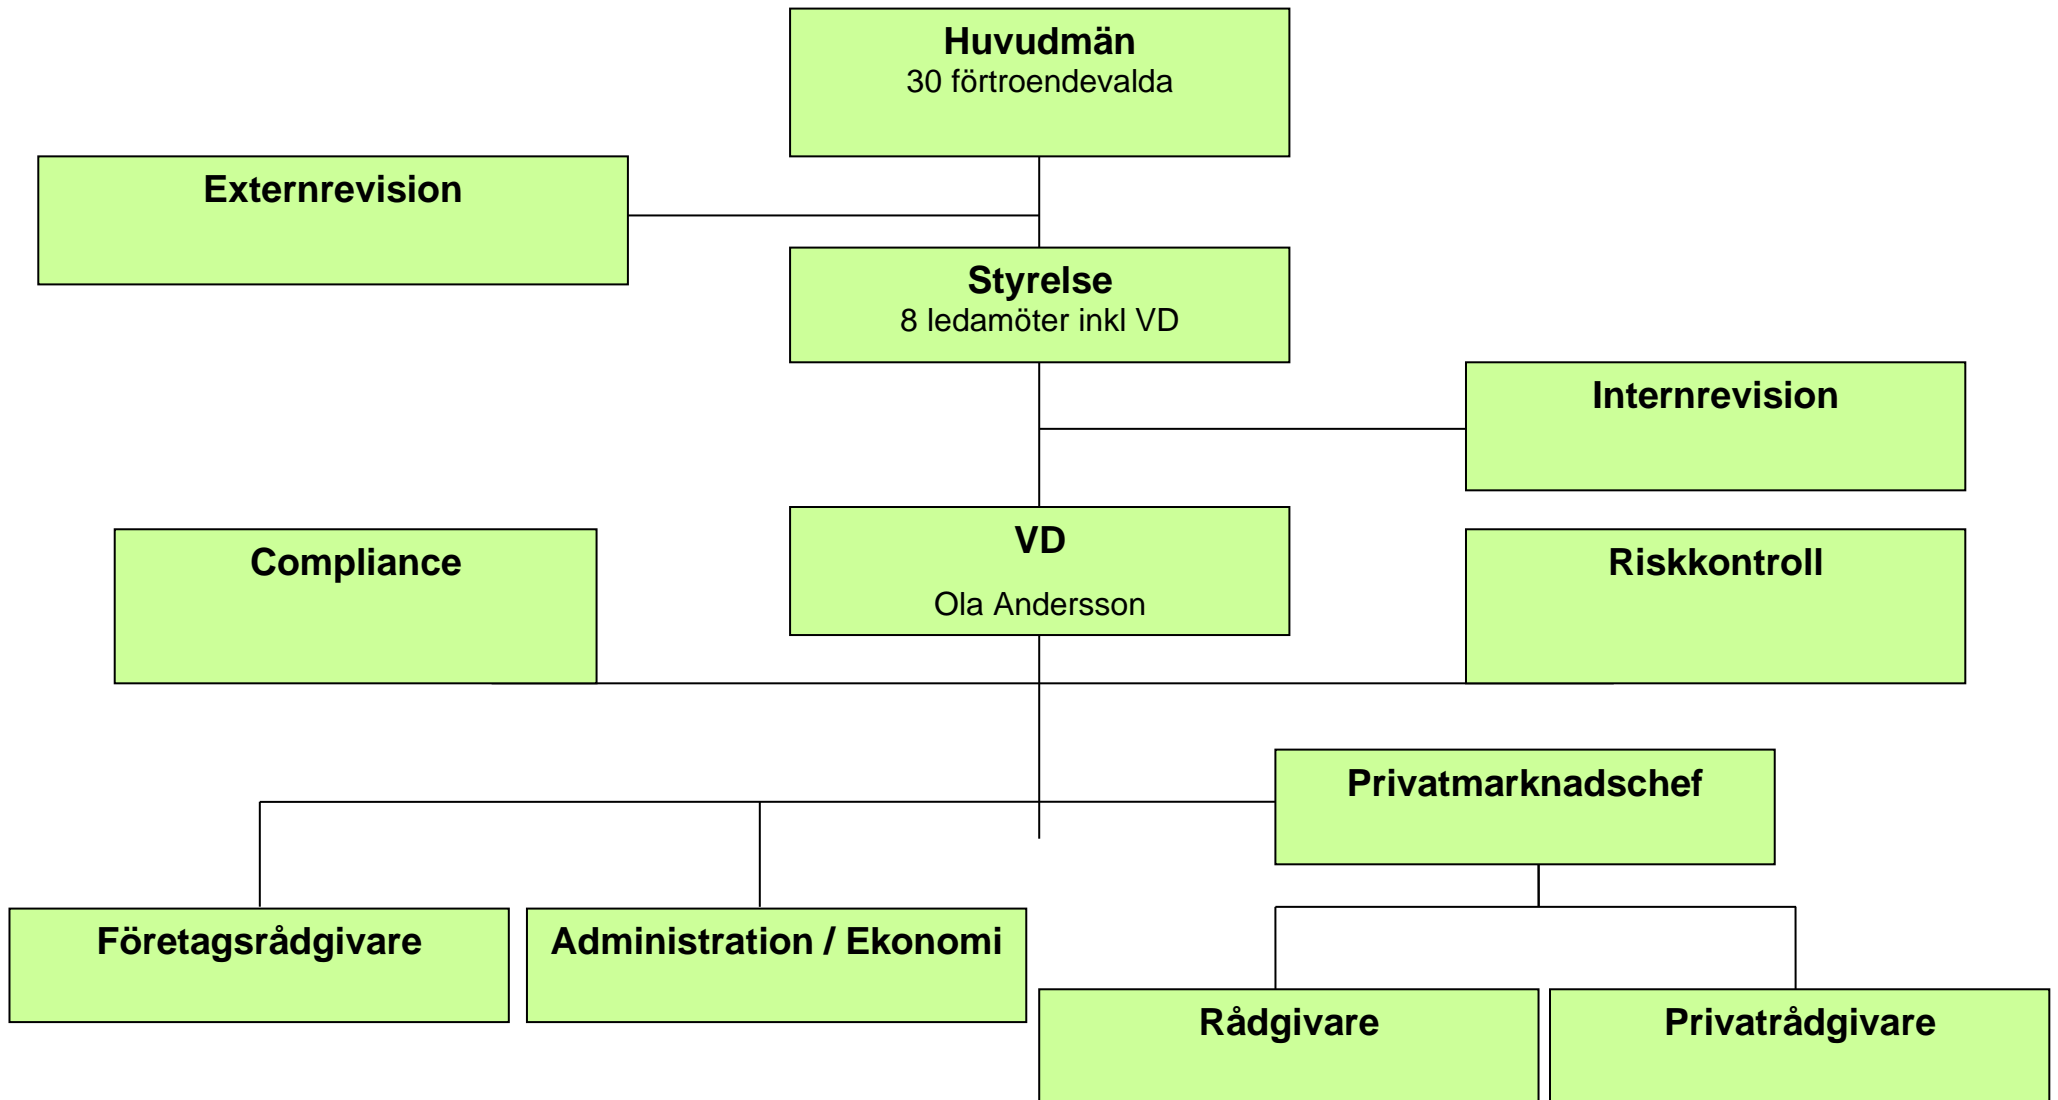 Huvudmän
30 förtroendevalda
Externrevision
Styrelse
8 ledamöter inkl VD
Internrevision
VD
Ola Andersson
Compliance
Riskkontroll
Privatmarknadschef
Företagsrådgivare
Administration / Ekonomi
Rådgivare
Privatrådgivare